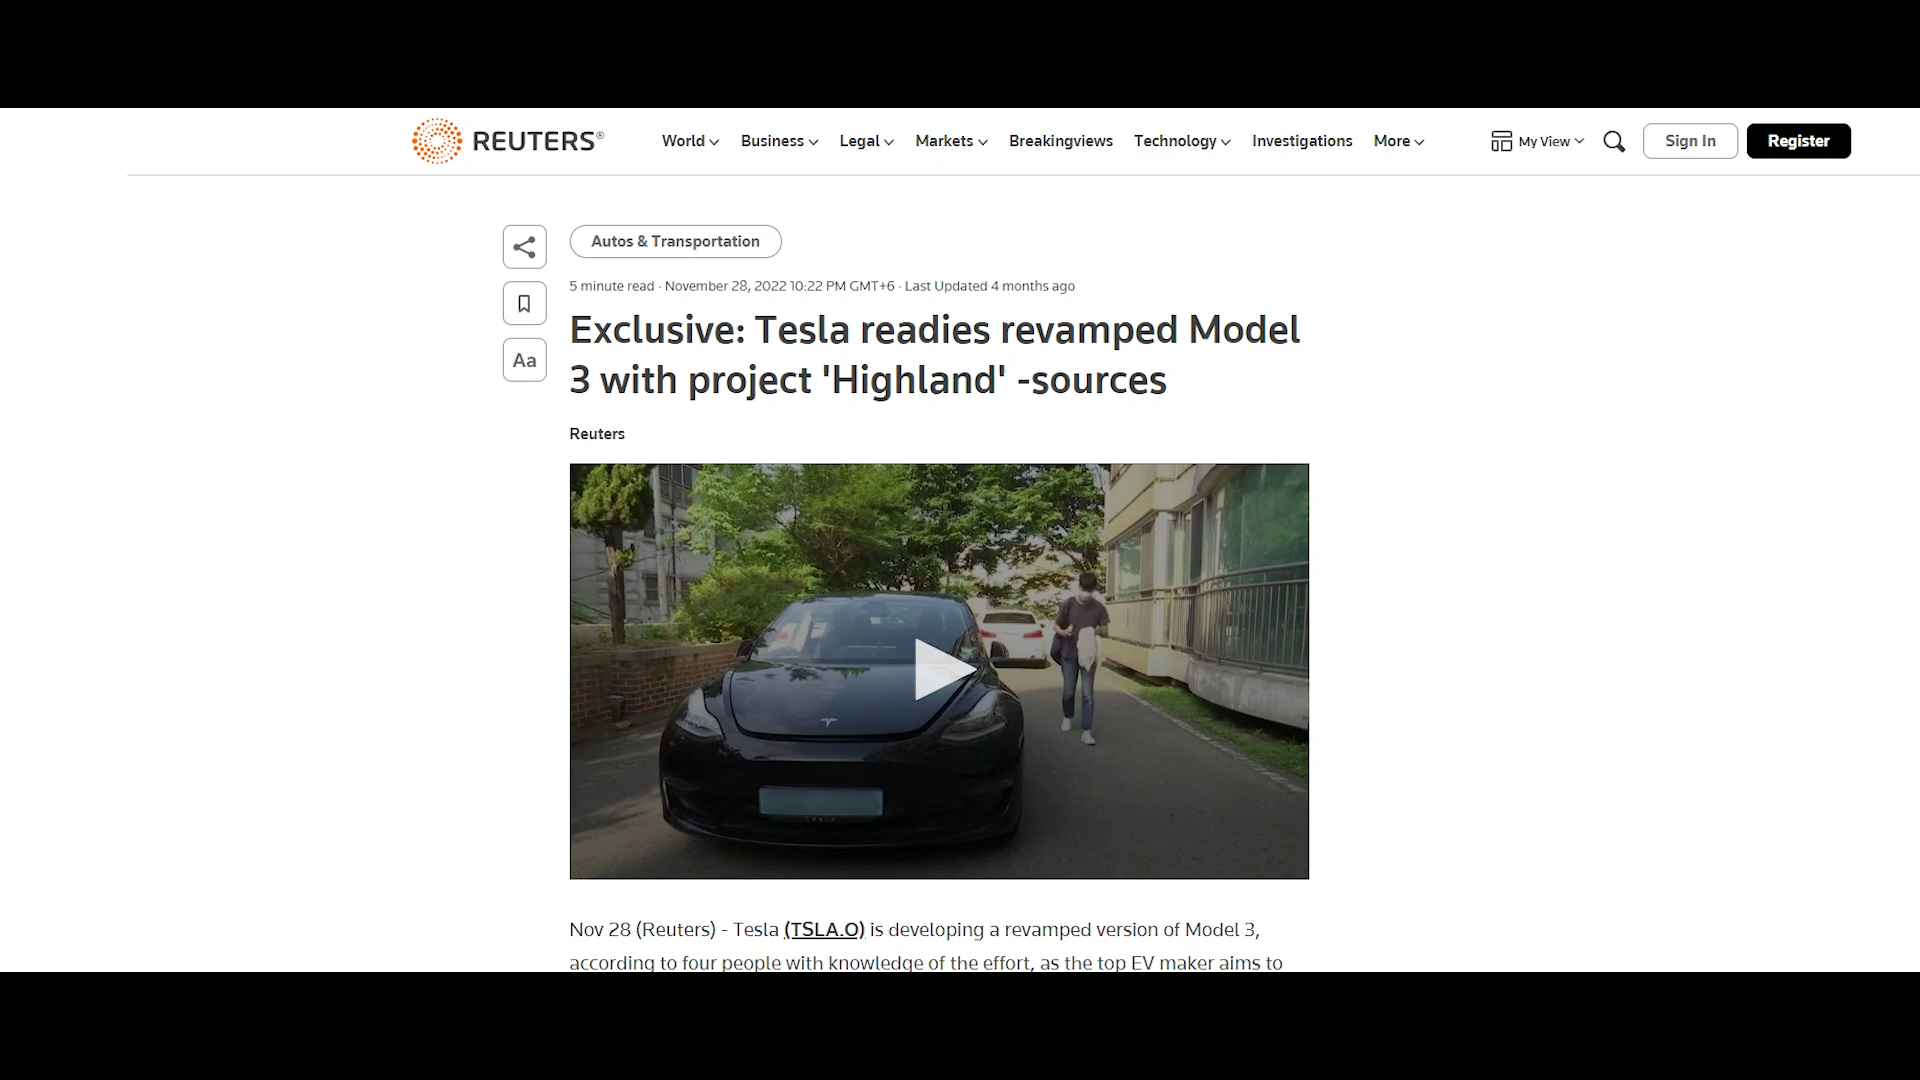 REUTERS®
World Business Legal Markets Breakingviews Technology Investigations More My View Sign In Register
Autos & Transportation
5 minute read · November 28, 2022 10:22 PM GMT+6 · Last Updated 4 months ago
Aa
Exclusive: Tesla readies revamped Model
3 with project 'Highland' -sources
Reuters
TESLA
Nov 28 (Reuters) - Tesla (TSLA.O) is developing a revamped version of Model 3,
according to four people with knowledge of the effort, as the top EV maker aims to